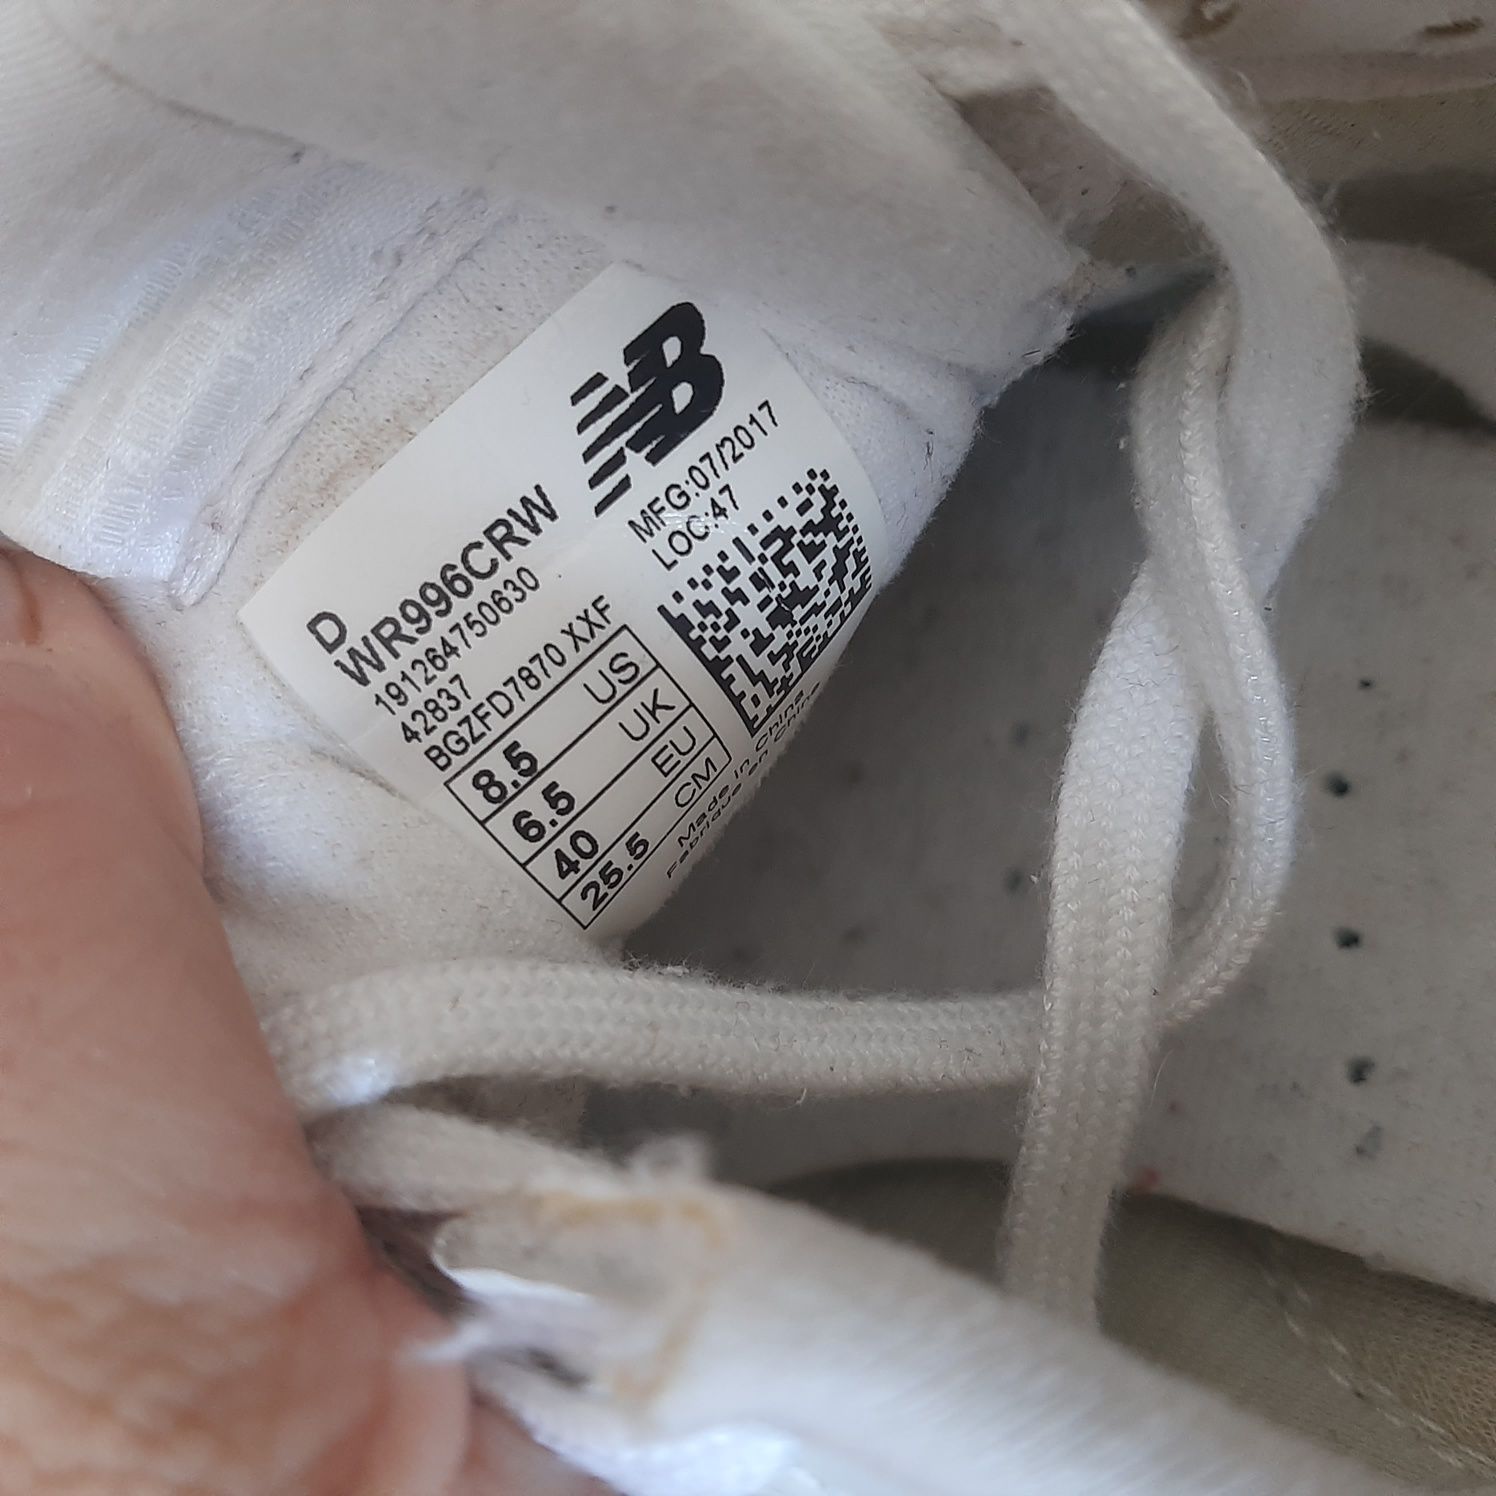 NB
MFG:07/2017
LOC:47
D
WR996CRW
191264750630
42837
BGZFD7870 XXF
8.5 US
6.5 UK
40 EU
25.5 CM
Made in China
Fabriqué en Chine